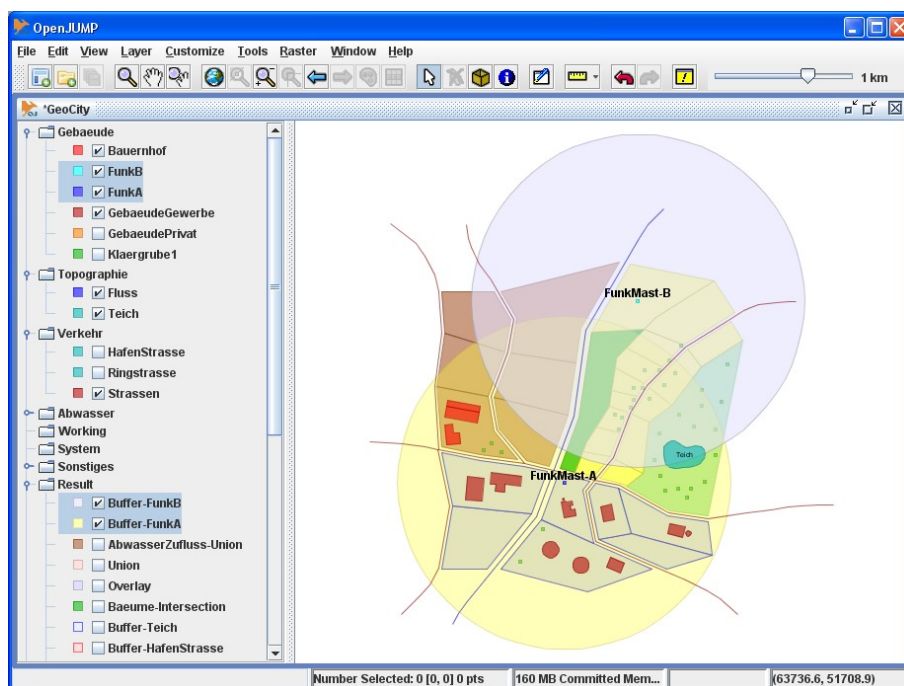 OpenJUMP
File Edit View Layer Customize Tools Raster Window Help
1 km
*GeoCity
Gebaeude
Bauernhof
FunkB
FunkA
GebaeudeGewerbe
GebaeudePrivat
Klaergrube1
Topographie
Fluss
Teich
Verkehr
HafenStrasse
Ringstrasse
Strassen
Abwasser
Working
System
Sonstiges
Result
Buffer-FunkB
Buffer-FunkA
AbwasserZufluss-Union
Union
Overlay
Baeume-Intersection
Buffer-Teich
Buffer-HafenStrasse
FunkMast-B
Teich
FunkMast-A
Number Selected: 0 [0, 0] 0 pts
160 MB Committed Mem...
(63736.6, 51708.9)